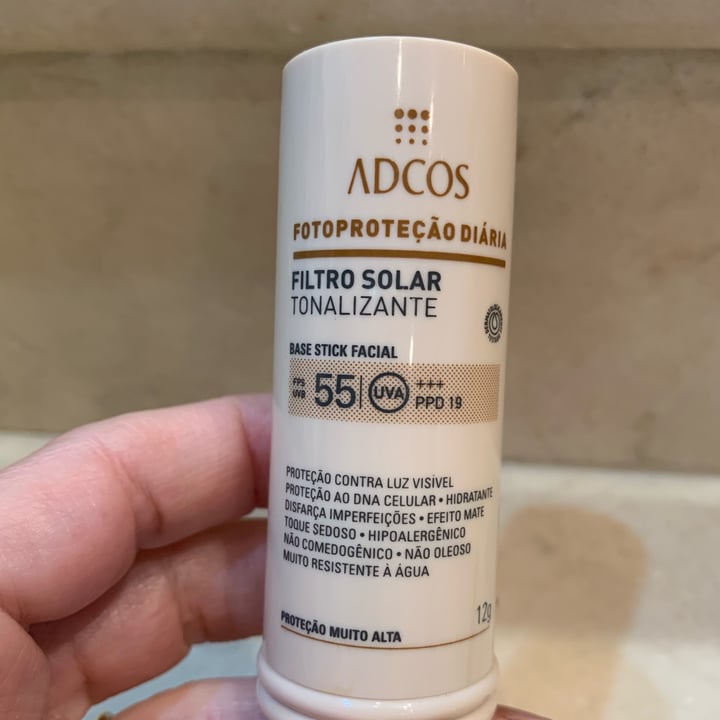 ADCOS
FOTOPROTEÇÃO DIÁRIA
FILTRO SOLAR
TONALIZANTE
BASE STICK FACIAL
FPS
UVB
55
UVA
+++
PPD 19
PROTEÇÃO CONTRA LUZ VISÍVEL
PROTEÇÃO AO DNA CELULAR • HIDRATANTE
DISFARÇA IMPERFEIÇÕES • EFEITO MATE
TOQUE SEDOSO • HIPOALERGÊNICO
NÃO COMEDOGÊNICO • NÃO OLEOSO
MUITO RESISTENTE À ÁGUA
12g
PROTEÇÃO MUITO ALTA